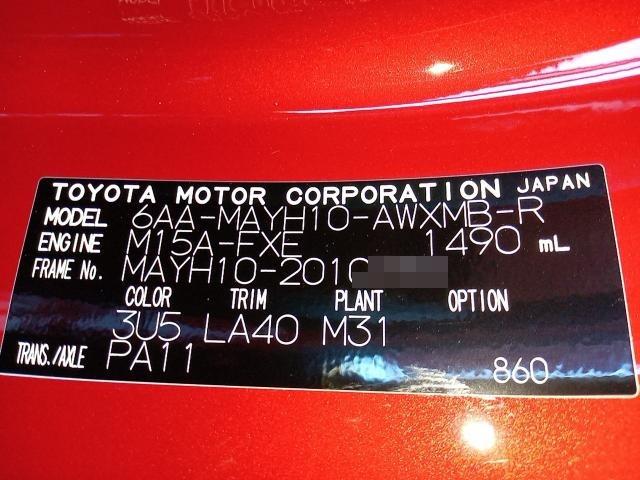 TOYOTA MOTOR CORPORATION JAPAN
MODEL 6AA-MAYH10-AWXMB-R
ENGINE M15A-FXE 1490 mL
FRAME No. MAYH10-2010
COLOR TRIM PLANT OPTION
3U5 LA40 M31
TRANS./AXLE PA11
860